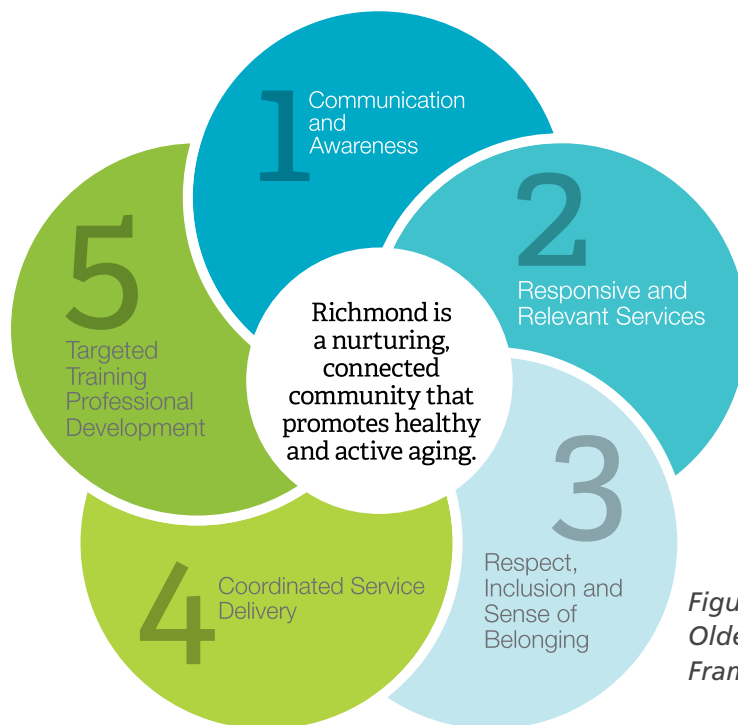 1
Communication
and
Awareness
2
Responsive and
Relevant Services
3
Respect,
Inclusion and
Sense of
Belonging
4
Coordinated Service
Delivery
5
Targeted
Training
Professional
Development
Richmond is
a nurturing,
connected
community that
promotes healthy
and active aging.